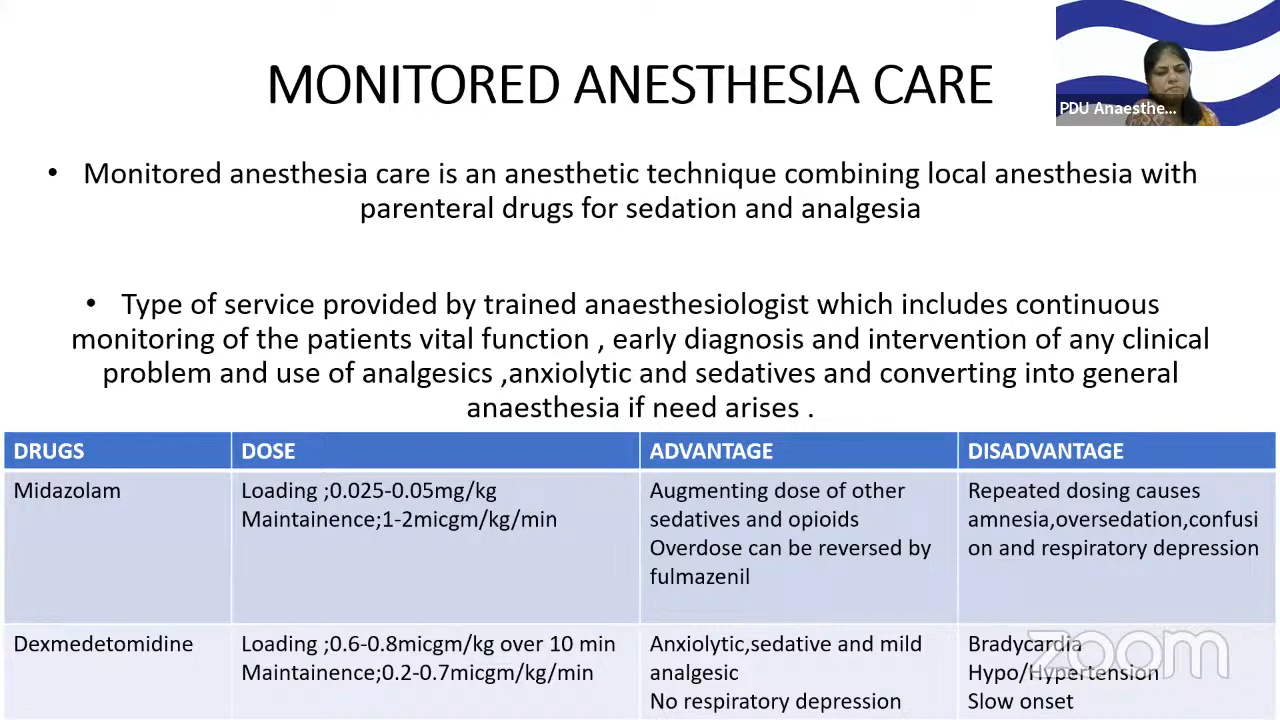 MONITORED ANESTHESIA CARE
PDU Anaesthe...
• Monitored anesthesia care is an anesthetic technique combining local anesthesia with
parenteral drugs for sedation and analgesia
• Type of service provided by trained anaesthesiologist which includes continuous
monitoring of the patients vital function , early diagnosis and intervention of any clinical
problem and use of analgesics ,anxiolytic and sedatives and converting into general
anaesthesia if need arises .
DRUGS DOSE ADVANTAGE DISADVANTAGE
Midazolam
Loading ;0.025-0.05mg/kg
Maintainence;1-2micgm/kg/min
Augmenting dose of other
sedatives and opioids
Overdose can be reversed by
fulmazenil
Repeated dosing causes
amnesia,oversedation,confusi
on and respiratory depression
Dexmedetomidine
Loading ;0.6-0.8micgm/kg over 10 min
Maintainence;0.2-0.7micgm/kg/min
Anxiolytic,sedative and mild
analgesic
No respiratory depression
Bradycardia
Hypo/Hypertension
Slow onset
zoom